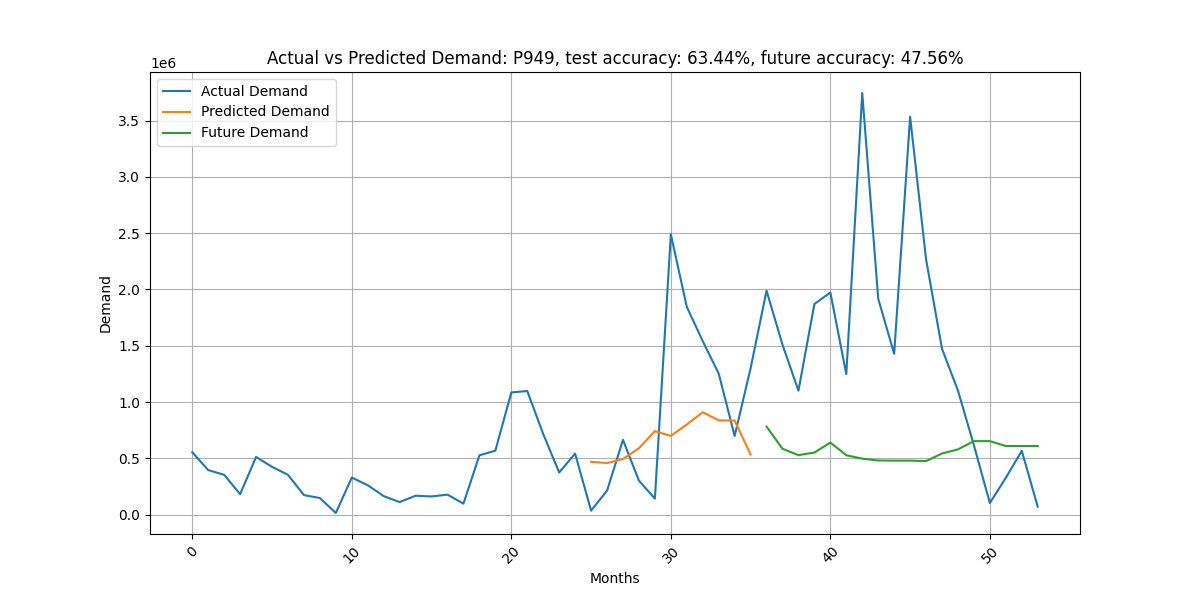 Actual vs Predicted Demand: P949, test accuracy: 63.44%, future accuracy: 47.56%
1e6
Actual Demand
Predicted Demand
Future Demand
3.5
3.0
2.5
2.0
1.5
1.0
0.5
0.0
Demand
0
10
20
30
40
50
Months